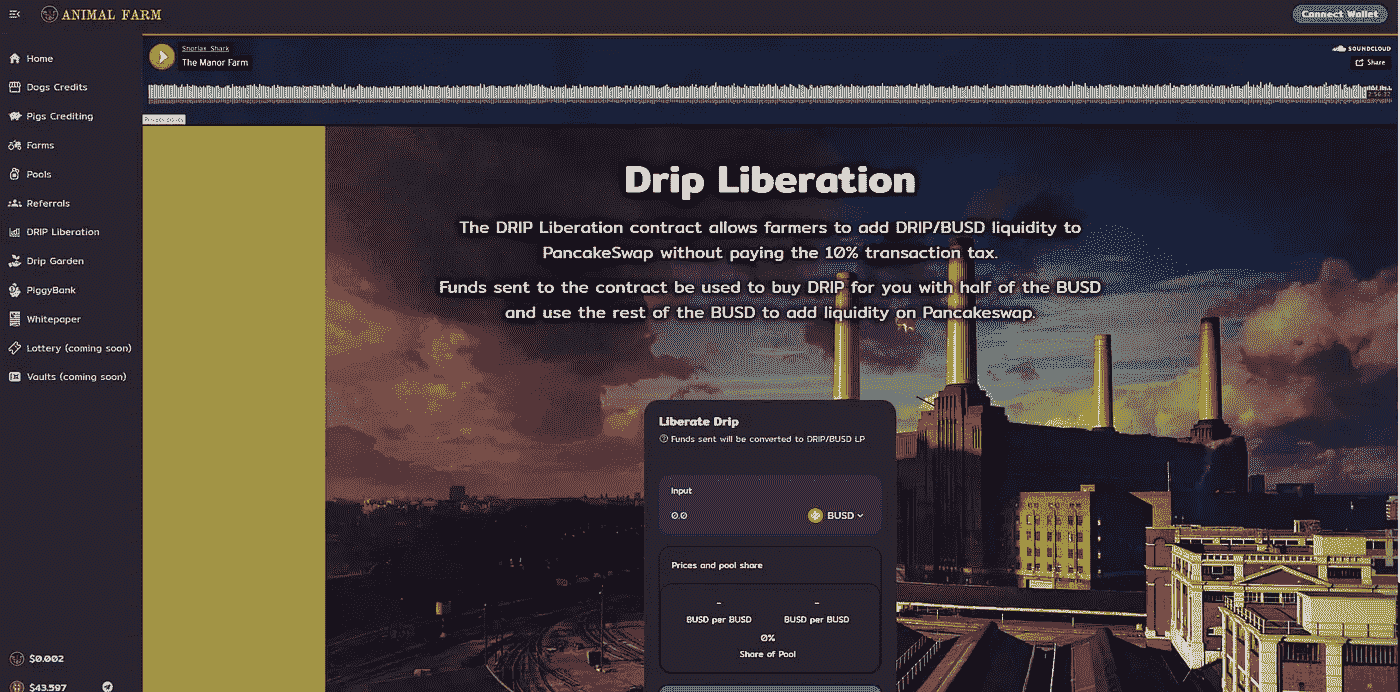 ANIMAL FARM
Connect Wallet
Home
Dogs Credits
Pigs Crediting
Farms
Pools
Referrals
DRIP Liberation
Drip Garden
PiggyBank
Whitepaper
Lottery (coming soon)
Vaults (coming soon)
$0.002
$43.597
Snorlax_Shark
The Manor Farm
SOUNDCLOUD
Share
2:56:32
Privacy policy
Drip Liberation
The DRIP Liberation contract allows farmers to add DRIP/BUSD liquidity to
PancakeSwap without paying the 10% transaction tax.
Funds sent to the contract be used to buy DRIP for you with half of the BUSD
and use the rest of the BUSD to add liquidity on Pancakeswap.
Liberate Drip
Funds sent will be converted to DRIP/BUSD LP
Input
0.0
BUSD
Prices and pool share
- -
BUSD per BUSD BUSD per BUSD
0%
Share of Pool